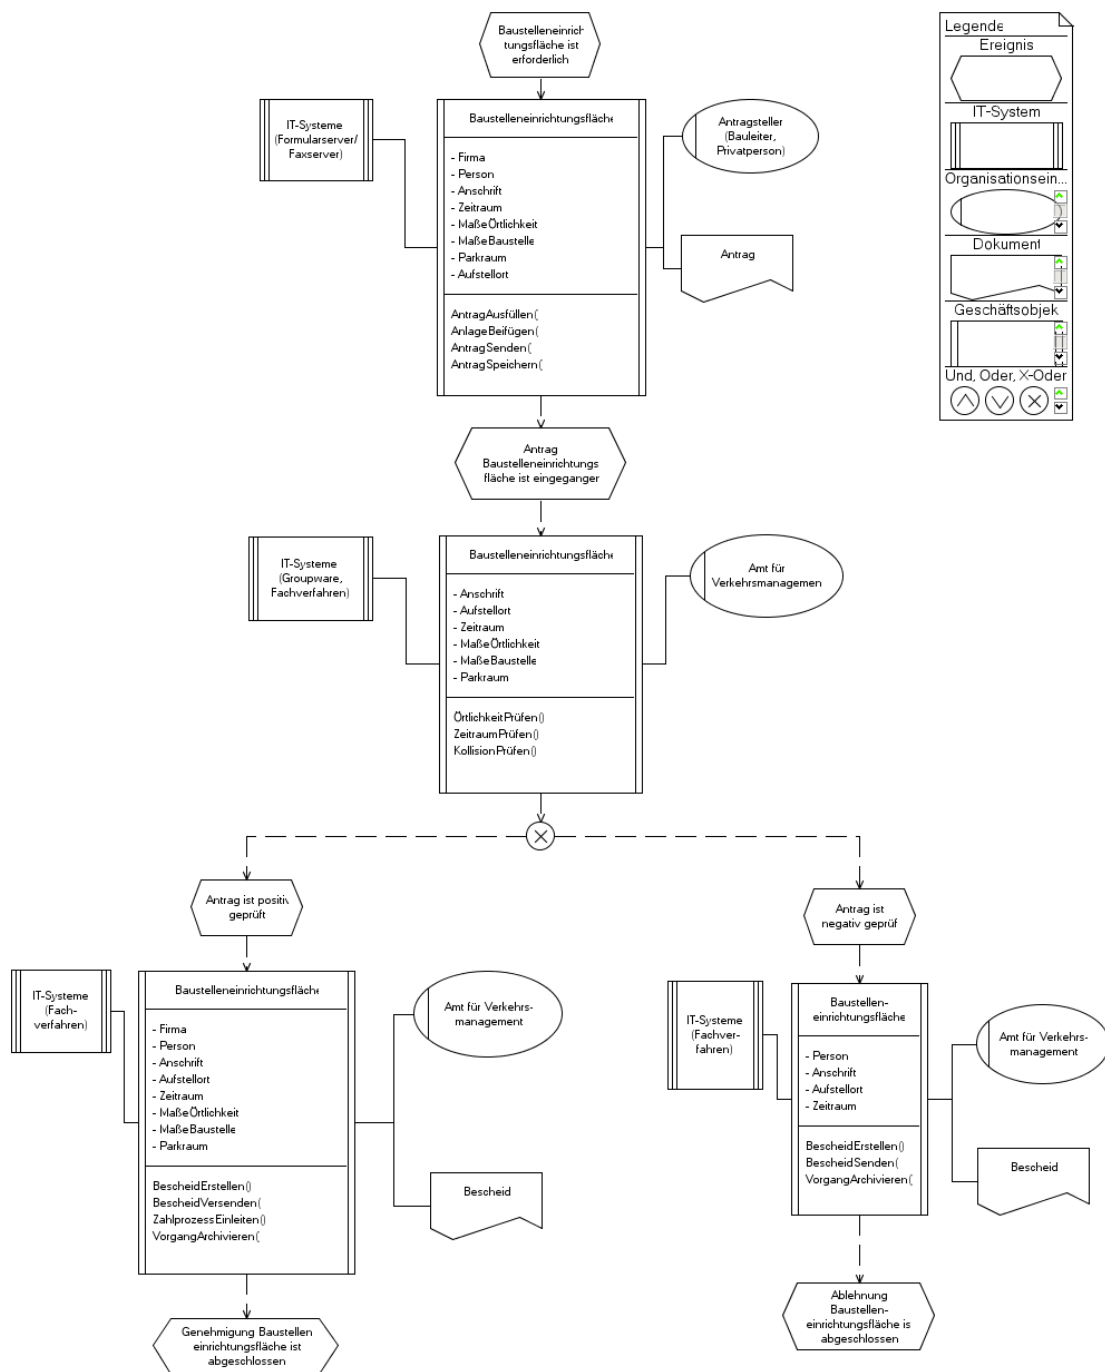 Baustelleneinrich
tungsfläche ist
erforderlich
IT-Systeme
(Formularserver/
Faxserver)
Baustelleneinrichtungsfläche
- Firma
- Person
- Anschrift
- Zeitraum
- MaßeÖrtlichkeit
- MaßeBaustelle
- Parkraum
- Aufstellort
AntragAusfüllen(
AnlageBeifügen(
AntragSenden(
AntragSpeichern(
Antragsteller
(Bauleiter,
Privatperson)
Antrag
Legende
Ereignis
IT-System
Organisationsein...
Dokument
Geschäftsobjek
Und, Oder, X-Oder
Antrag
Baustelleneinrichtungs
fläche ist eingeganger
IT-Systeme
(Groupware,
Fachverfahren)
Baustelleneinrichtungsfläche
- Anschrift
- Aufstellort
- Zeitraum
- MaßeÖrtlichkeit
- MaßeBaustelle
- Parkraum
ÖrtlichkeitPrüfen()
ZeitraumPrüfen()
KollisionPrüfen()
Amt für
Verkehrsmanagemen
Antrag ist positiv
geprüft
IT-Systeme
(Fach-
verfahren)
Baustelleneinrichtungsfläche
- Firma
- Person
- Anschrift
- Aufstellort
- Zeitraum
- MaßeÖrtlichkeit
- MaßeBaustelle
- Parkraum
BescheidErstellen()
BescheidVersenden(
ZahlprozessEinleiten()
VorgangArchivieren(
Amt für Verkehrs-
management
Bescheid
Genehmigung Baustellen
einrichtungsfläche ist
abgeschlossen
Antrag ist
negativ geprüf
IT-Systeme
(Fachver-
fahren)
Baustellen-
einrichtungsfläche
- Person
- Anschrift
- Aufstellort
- Zeitraum
BescheidErstellen()
BescheidSenden(
VorgangArchivieren(
Amt für Verkehrs-
management
Bescheid
Ablehnung
Baustellen-
einrichtungsfläche is
abgeschlossen